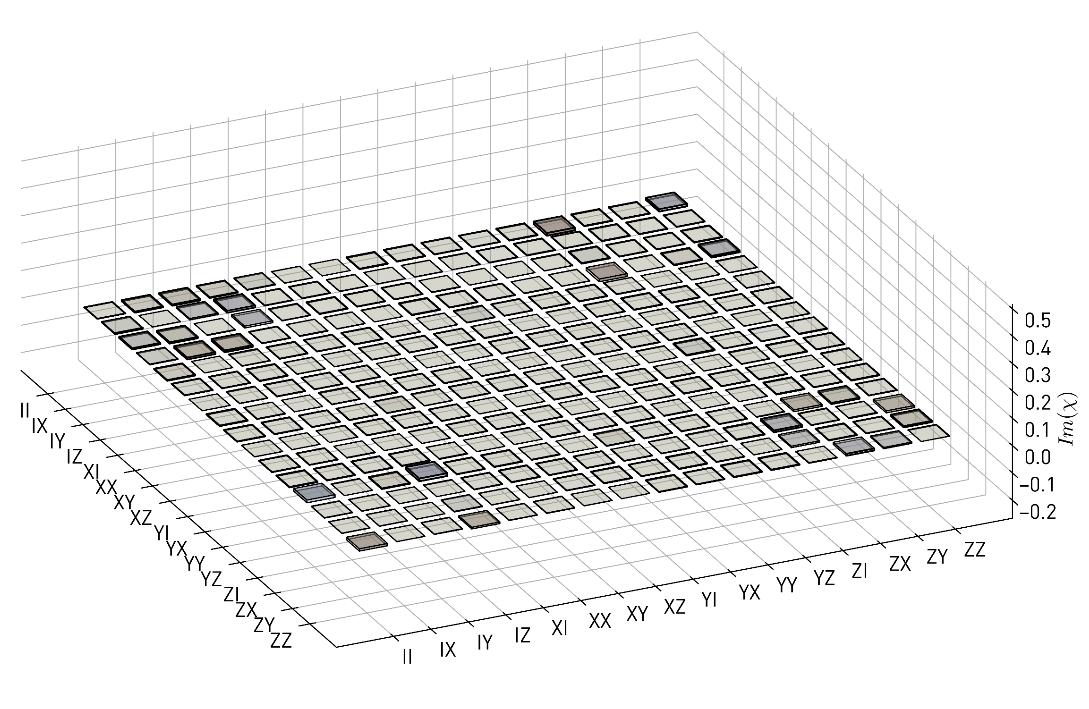 0.5
0.4
0.3
0.2
0.1
0.0
−0.1
−0.2
Im(χ)
II
IX
IY
IZ
XI
XX
XY
XZ
YI
YX
YY
YZ
ZI
ZX
ZY
ZZ
II
IX
IY
IZ
XI
XX
XY
XZ
YI
YX
YY
YZ
ZI
ZX
ZY
ZZ